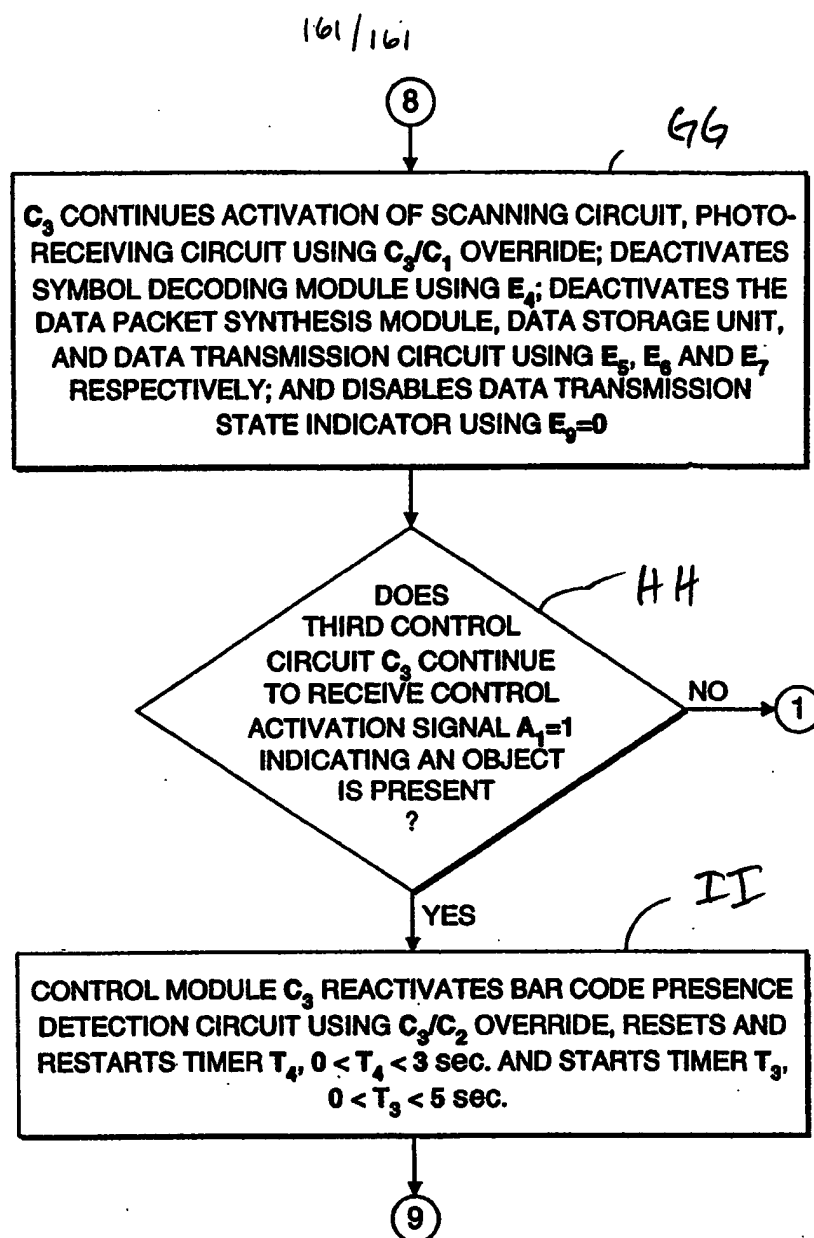 161/161
8
GG
C₃ CONTINUES ACTIVATION OF SCANNING CIRCUIT, PHOTO-
RECEIVING CIRCUIT USING C₃/C₁ OVERRIDE; DEACTIVATES
SYMBOL DECODING MODULE USING E₄; DEACTIVATES THE
DATA PACKET SYNTHESIS MODULE, DATA STORAGE UNIT,
AND DATA TRANSMISSION CIRCUIT USING E₅, E₆ AND E₇
RESPECTIVELY; AND DISABLES DATA TRANSMISSION
STATE INDICATOR USING E₉=0
HH
DOES
THIRD CONTROL
CIRCUIT C₃ CONTINUE
TO RECEIVE CONTROL
ACTIVATION SIGNAL A₁=1
INDICATING AN OBJECT
IS PRESENT
?
NO
1
YES
II
CONTROL MODULE C₃ REACTIVATES BAR CODE PRESENCE
DETECTION CIRCUIT USING C₃/C₂ OVERRIDE, RESETS AND
RESTARTS TIMER T₄, 0 < T₄ < 3 sec. AND STARTS TIMER T₃,
0 < T₃ < 5 sec.
9